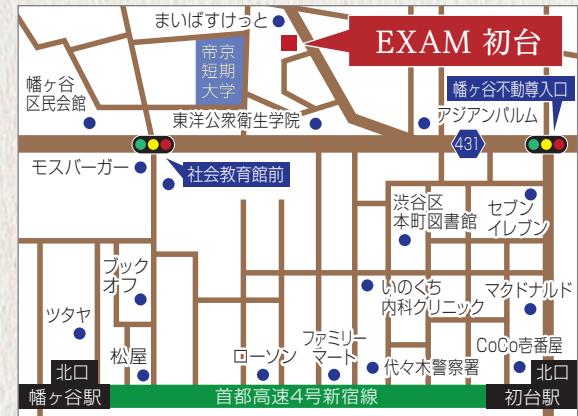 まいばすけっと
EXAM 初台
帝京
短期
大学
幡ヶ谷
区民会館
幡ヶ谷不動尊入口
東洋公衆衛生学院
アジアンパルム
431
モスバーガー
社会教育館前
渋谷区
本町図書館
セブン
イレブン
ブック
オフ
いのくち
内科クリニック
マクドナルド
ツタヤ
松屋
ローソン
ファミリー
マート
代々木警察署
CoCo壱番屋
北口
幡ヶ谷駅
首都高速4号新宿線
北口
初台駅